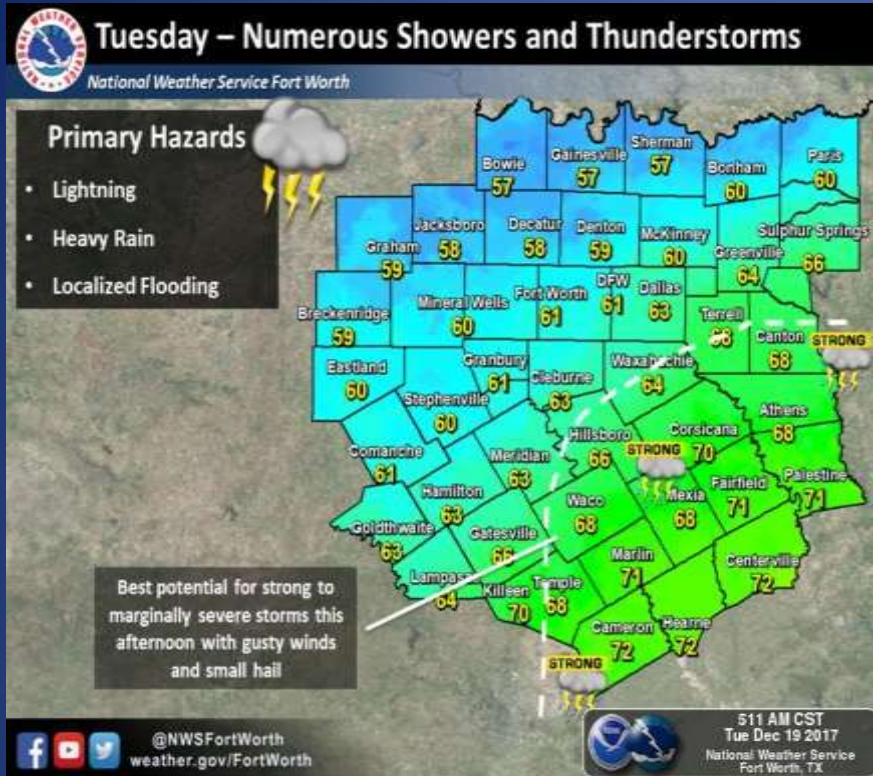 Tuesday – Numerous Showers and Thunderstorms
NATIONAL WEATHER SERVICE
National Weather Service Fort Worth
Primary Hazards
• Lightning
• Heavy Rain
• Localized Flooding
Bowie
57
Gainesville
57
Sherman
57
Bonham
60
Paris
60
Graham
59
Jacksboro
58
Decatur
58
Denton
59
McKinney
60
Greenville
64
Sulphur Springs
66
Breckenridge
59
Mineral Wells
60
Fort Worth
61
DFW
61
Dallas
63
Terrell
68
Canton
68
STRONG
Eastland
60
Stephenville
60
Granbury
61
Cleburne
63
Waxahachie
64
Athens
68
Comanche
61
Hamilton
63
Meridian
63
Hillsboro
66
STRONG
Corsicana
70
Goldthwaite
63
Gatesville
66
Waco
68
Mexia
68
Fairfield
71
Palestine
71
Lampasas
64
Killeen
70
Temple
68
Marlin
71
Centerville
72
Cameron
72
Hearne
72
STRONG
Best potential for strong to
marginally severe storms this
afternoon with gusty winds
and small hail
@NWSFortWorth
weather.gov/FortWorth
511 AM CST
Tue Dec 19 2017
National Weather Service
Fort Worth, TX